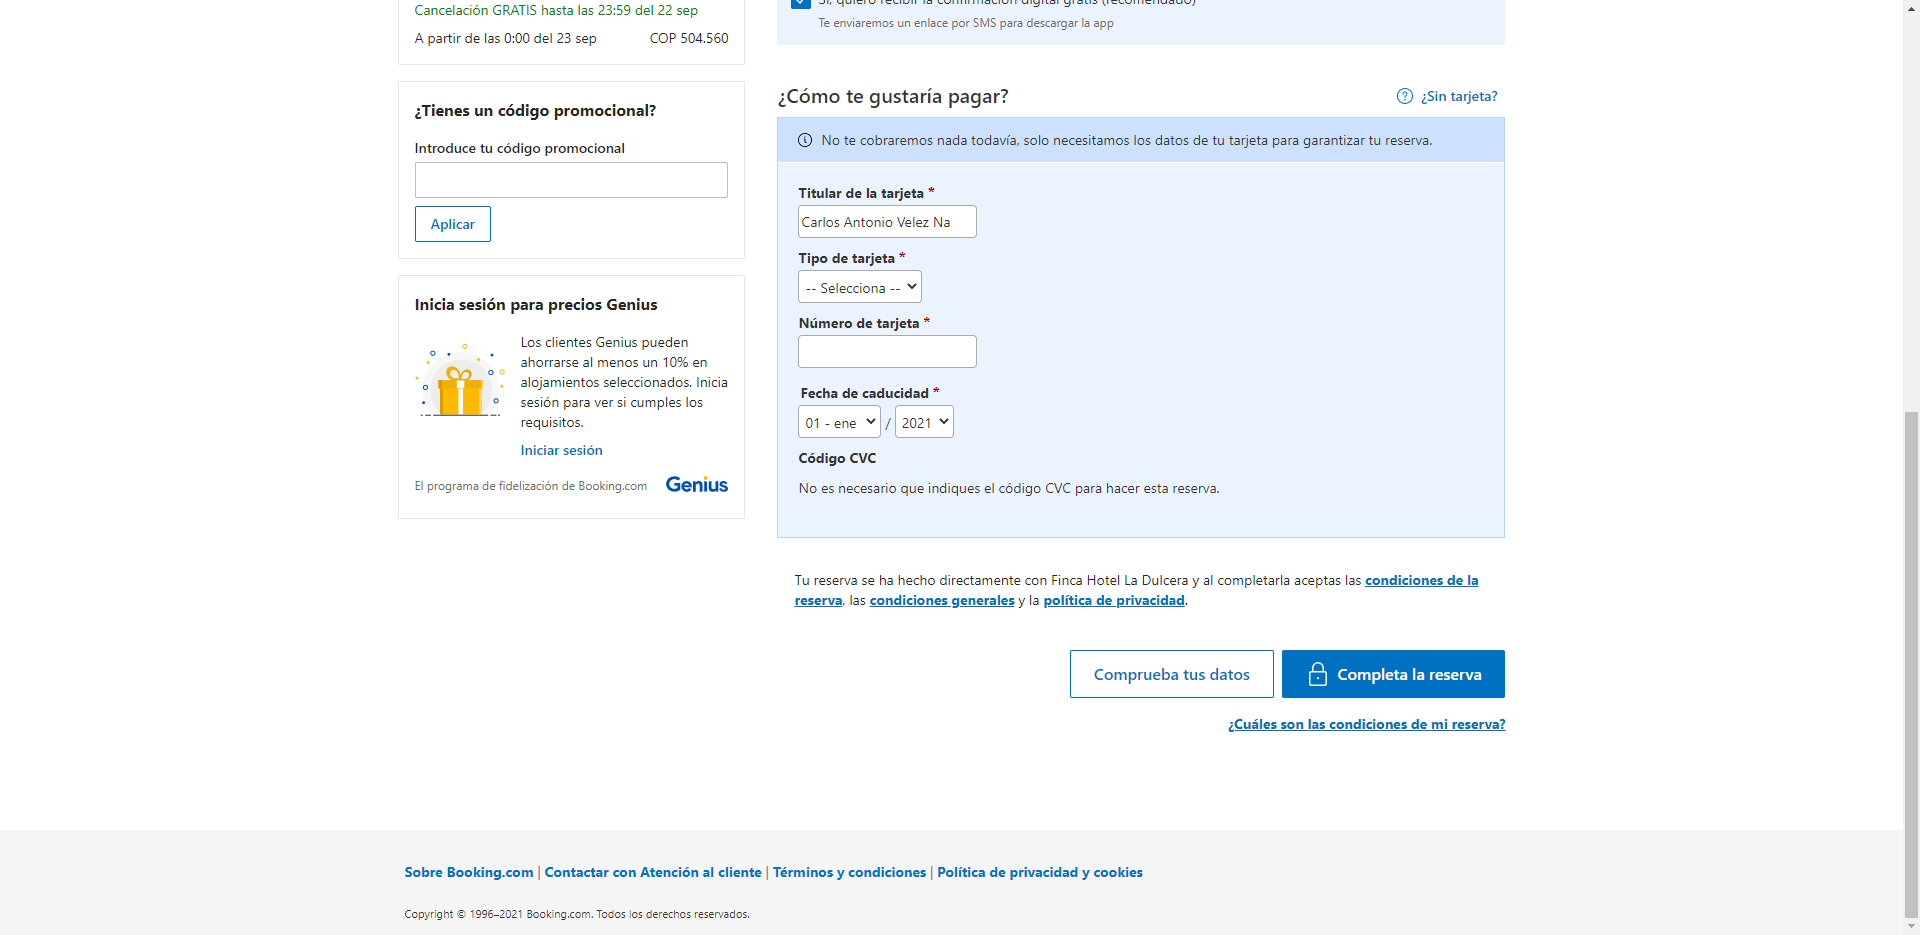 Cancelación GRATIS hasta las 23:59 del 22 sep
A partir de las 0:00 del 23 sep COP 504.560
¿Tienes un código promocional?
Introduce tu código promocional
Aplicar
Inicia sesión para precios Genius
Los clientes Genius pueden
ahorrarse al menos un 10% en
alojamientos seleccionados. Inicia
sesión para ver si cumples los
requisitos.
Iniciar sesión
El programa de fidelización de Booking.com Genius
Sí, quiero recibir la confirmación digital gratis (recomendado)
Te enviaremos un enlace por SMS para descargar la app
¿Cómo te gustaría pagar?
¿Sin tarjeta?
No te cobraremos nada todavía, solo necesitamos los datos de tu tarjeta para garantizar tu reserva.
Titular de la tarjeta *
Carlos Antonio Velez Na
Tipo de tarjeta *
-- Selecciona --
Número de tarjeta *
Fecha de caducidad *
01 - ene / 2021
Código CVC
No es necesario que indiques el código CVC para hacer esta reserva.
Tu reserva se ha hecho directamente con Finca Hotel La Dulcera y al completarla aceptas las condiciones de la
reserva, las condiciones generales y la política de privacidad.
Comprueba tus datos
Completa la reserva
¿Cuáles son las condiciones de mi reserva?
Sobre Booking.com | Contactar con Atención al cliente | Términos y condiciones | Política de privacidad y cookies
Copyright © 1996–2021 Booking.com. Todos los derechos reservados.